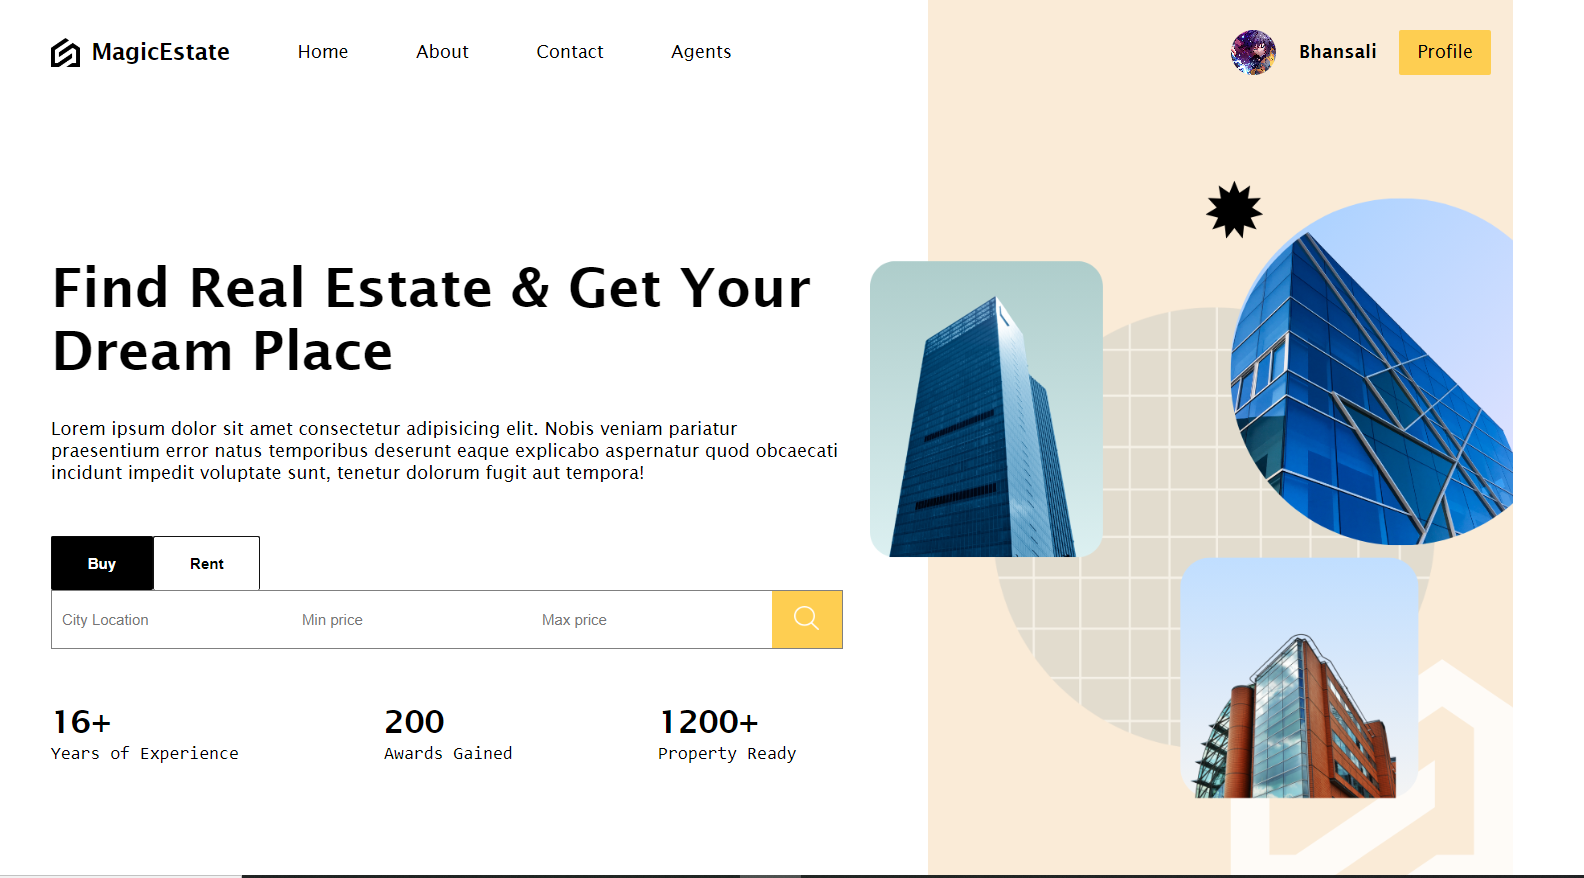 MagicEstate
Home
About
Contact
Agents
Bhansali
Profile
Find Real Estate & Get Your
Dream Place
Lorem ipsum dolor sit amet consectetur adipisicing elit. Nobis veniam pariatur
praesentium error natus temporibus deserunt eaque explicabo aspernatur quod obcaecati
incidunt impedit voluptate sunt, tenetur dolorum fugit aut tempora!
Buy
Rent
City Location
Min price
Max price
16+
Years of Experience
200
Awards Gained
1200+
Property Ready